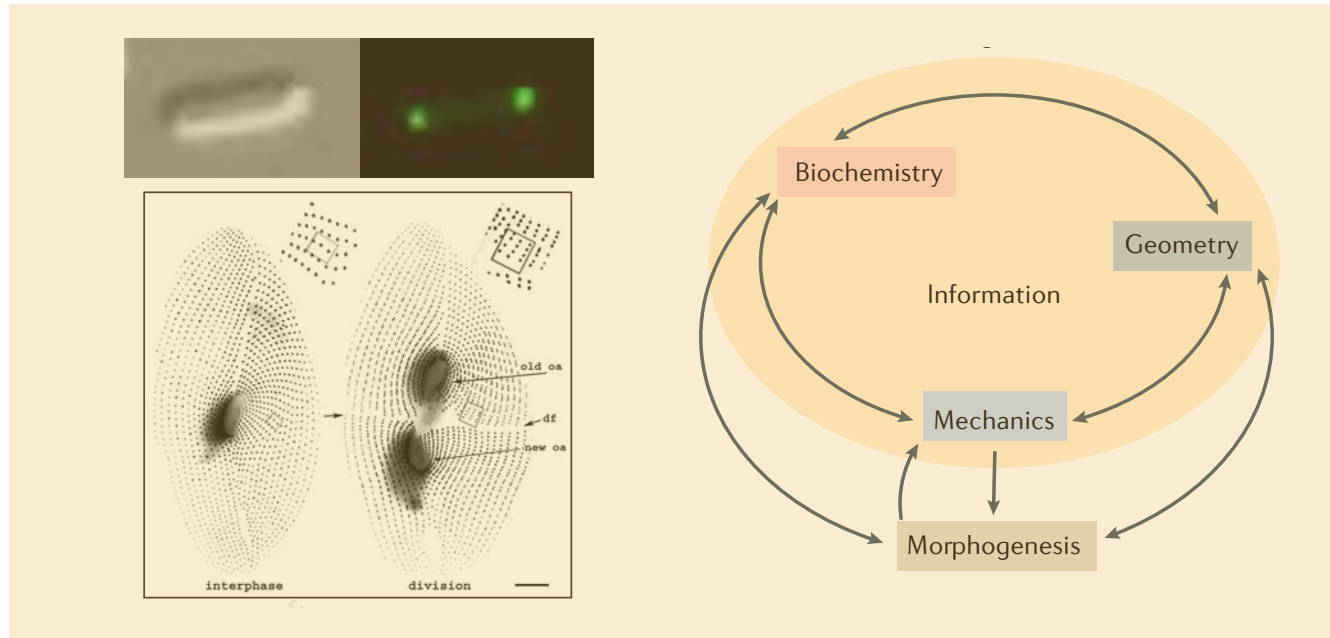 old oa
df
new oa
interphase
division
Biochemistry
Geometry
Information
Mechanics
Morphogenesis